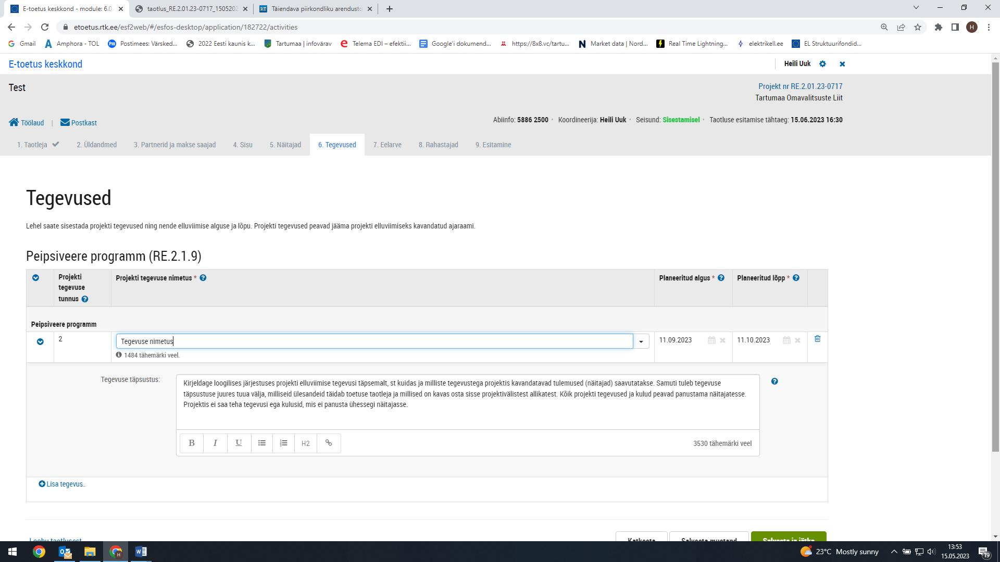 E-toetus keskkond - module: 6.0.
taotlus_RE.2.01.23-0717_1505202
Täiendava piirkondliku arendusto
etoetus.rtk.ee/esf2web/#/esfos-desktop/application/182722/activities
H
Gmail
Amphora - TOL
Postimees: Värsked...
2022 Eesti kaunis k...
Tartumaa | infovärav
Telema EDI – efektii...
Google'i dokumend...
https://8x8.vc/tartu...
Market data | Nord...
Real Time Lightning...
elektrikell.ee
EL Struktuurifondid...
E-toetus keskkond
Heili Uuk
Test
Projekt nr RE.2.01.23-0717
Tartumaa Omavalitsuste Liit
Töölaud | Postkast
Abiinfo: 5886 2500 • Koordineerija: Heili Uuk • Seisund: Sisestamisel • Taotluse esitamise tähtaeg: 15.06.2023 16:30
1. Taotleja
2. Üldandmed
3. Partnerid ja makse saajad
4. Sisu
5. Näitajad
6. Tegevused
7. Eelarve
8. Rahastajad
9. Esitamine
Tegevused
Lehel saate sisestada projekti tegevused ning nende elluviimise alguse ja lõpu. Projekti tegevused peavad jääma projekti elluviimiseks kavandatud ajaraami.
Peipsiveere programm (RE.2.1.9)
Projekti
tegevuse
tunnus
Projekti tegevuse nimetus *
Planeeritud algus *
Planeeritud lõpp *
Peipsiveere programm
2
Tegevuse nimetus
11.09.2023
11.10.2023
1484 tähemärki veel.
Tegevuse täpsustus:
Kirjeldage loogilises järjestuses projekti elluviimise tegevusi täpsemalt, st kuidas ja milliste tegevustega projektis kavandatavad tulemused (näitajad) saavutatakse. Samuti tuleb tegevuse
täpsustuse juures tuua välja, milliseid ülesandeid täidab toetuse taotleja ja millised on kavas osta sisse projektivälistest allikatest. Kõik projekti tegevused ja kulud peavad panustama näitajatesse.
Projektis ei saa teha tegevusi ega kulusid, mis ei panusta ühessegi näitajasse.
B
I
U
H2
3530 tähemärki veel
Lisa tegevus..
Loobu taotlusest
Katkesta
Salvesta mustand
Salvesta ja jätka
23°C Mostly sunny
13:53
15.05.2023
19